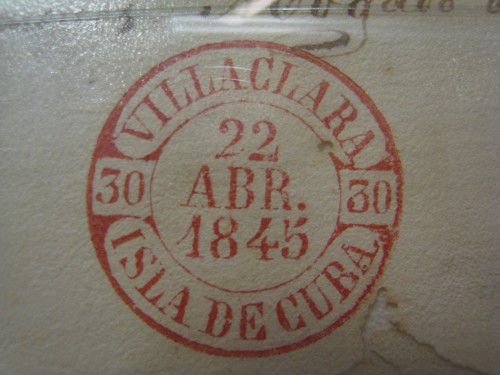 VILLACLARA
22
ABR.
1845
30 30
ISLA DE CUBA